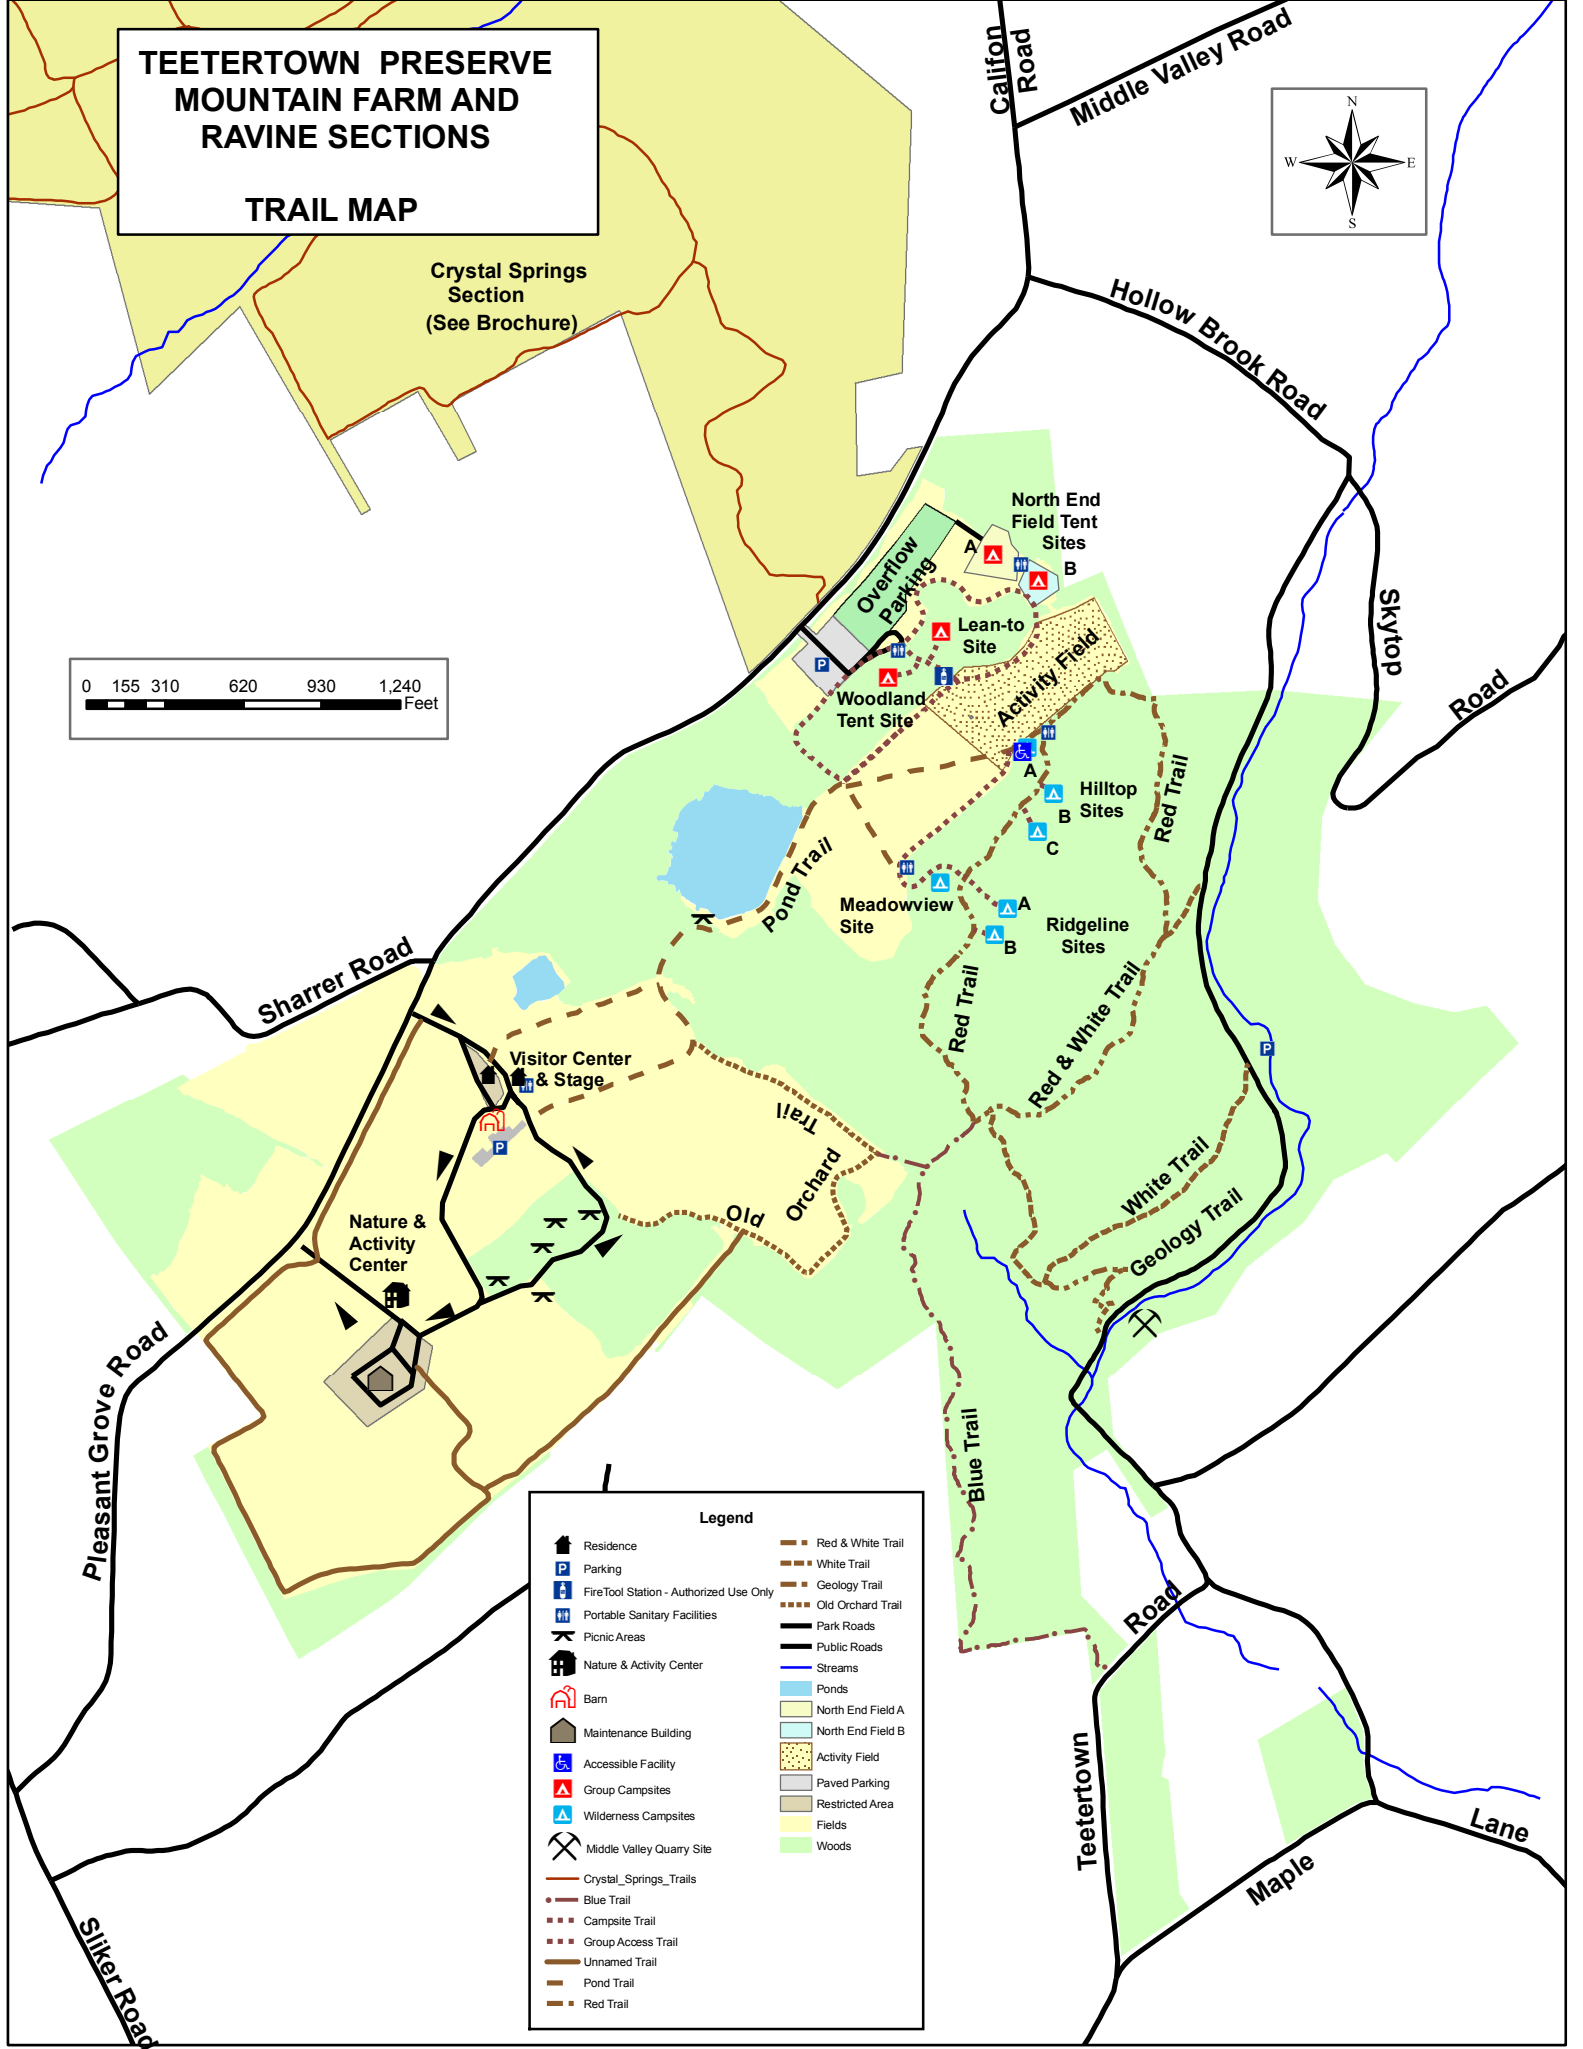 TEETERTOWN PRESERVE
MOUNTAIN FARM AND
RAVINE SECTIONS
TRAIL MAP
Califon
Road
Middle Valley Road
N
W
E
S
Crystal Springs
Section
(See Brochure)
Hollow Brook Road
North End
Field Tent
Sites
A
B
Overflow
Parking
Skytop
Road
Lean-to
Site
Activity Field
P
Woodland
Tent Site
0 155 310 620 930 1,240
Feet
A
Hilltop
Sites
B
C
Red Trail
Pond Trail
Meadowview
Site
A
B
Ridgeline
Sites
Sharrer Road
Red Trail
Red & White Trail
P
Visitor Center
& Stage
P
Trail
Orchard
Old
White Trail
Geology Trail
Nature &
Activity
Center
Pleasant Grove Road
Blue Trail
Road
Teetertown
Maple
Lane
Sliker Road
Legend
Residence
P Parking
FireTool Station - Authorized Use Only
Portable Sanitary Facilities
Picnic Areas
Nature & Activity Center
Barn
Maintenance Building
Accessible Facility
Group Campsites
Wilderness Campsites
Middle Valley Quarry Site
Crystal_Springs_Trails
Blue Trail
Campsite Trail
Group Access Trail
Unnamed Trail
Pond Trail
Red Trail
Red & White Trail
White Trail
Geology Trail
Old Orchard Trail
Park Roads
Public Roads
Streams
Ponds
North End Field A
North End Field B
Activity Field
Paved Parking
Restricted Area
Fields
Woods